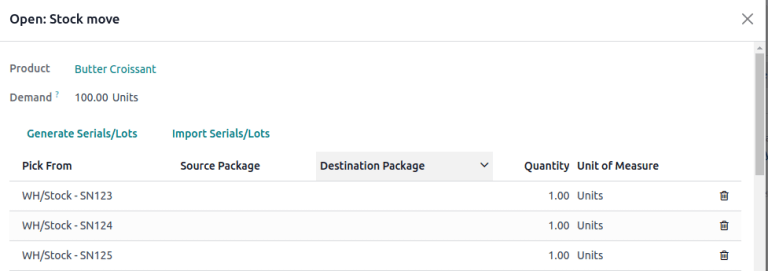 Open: Stock move
Product Butter Croissant
Demand ? 100.00 Units
Generate Serials/Lots Import Serials/Lots
Pick From Source Package Destination Package Quantity Unit of Measure
WH/Stock - SN123 1.00 Units
WH/Stock - SN124 1.00 Units
WH/Stock - SN125 1.00 Units